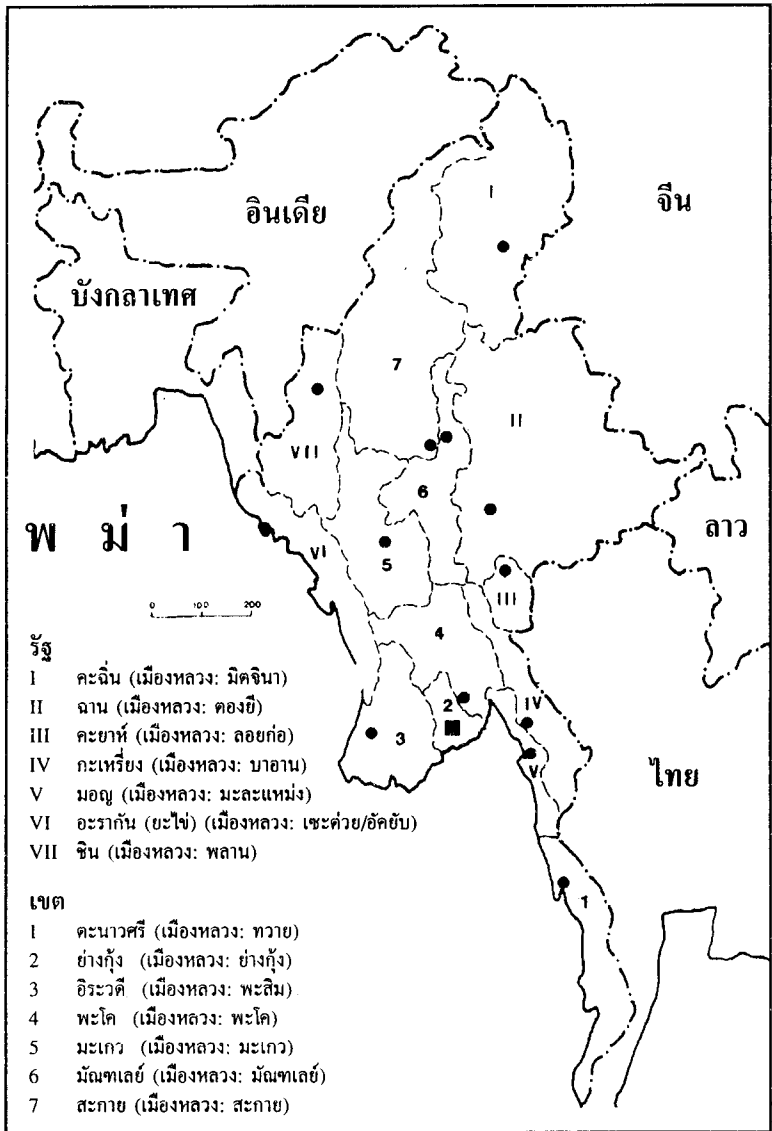 I
อินเดีย
จีน
บังกลาเทศ
7
II
VII
6
พม่า
ลาว
VI
5
III
0 100 200
4
2
IV
3
V
ไทย
1
รัฐ
I คะฉิ่น (เมืองหลวง: มิตจินา)
II ฉาน (เมืองหลวง: ตองยี)
III คะยาห์ (เมืองหลวง: ลอยก่อ)
IV กะเหรี่ยง (เมืองหลวง: บาอาน)
V มอญ (เมืองหลวง: มะละแหม่ง)
VI อะรากัน (ยะไข่) (เมืองหลวง: เซะต่วย/อัคยับ)
VII ชิน (เมืองหลวง: พลาน)
เขต
1 ตะนาวศรี (เมืองหลวง: ทวาย)
2 ย่างกุ้ง (เมืองหลวง: ย่างกุ้ง)
3 อิระวดี (เมืองหลวง: พะสิม)
4 พะโค (เมืองหลวง: พะโค)
5 มะเกว (เมืองหลวง: มะเกว)
6 มัณฑเลย์ (เมืองหลวง: มัณฑเลย์)
7 สะกาย (เมืองหลวง: สะกาย)